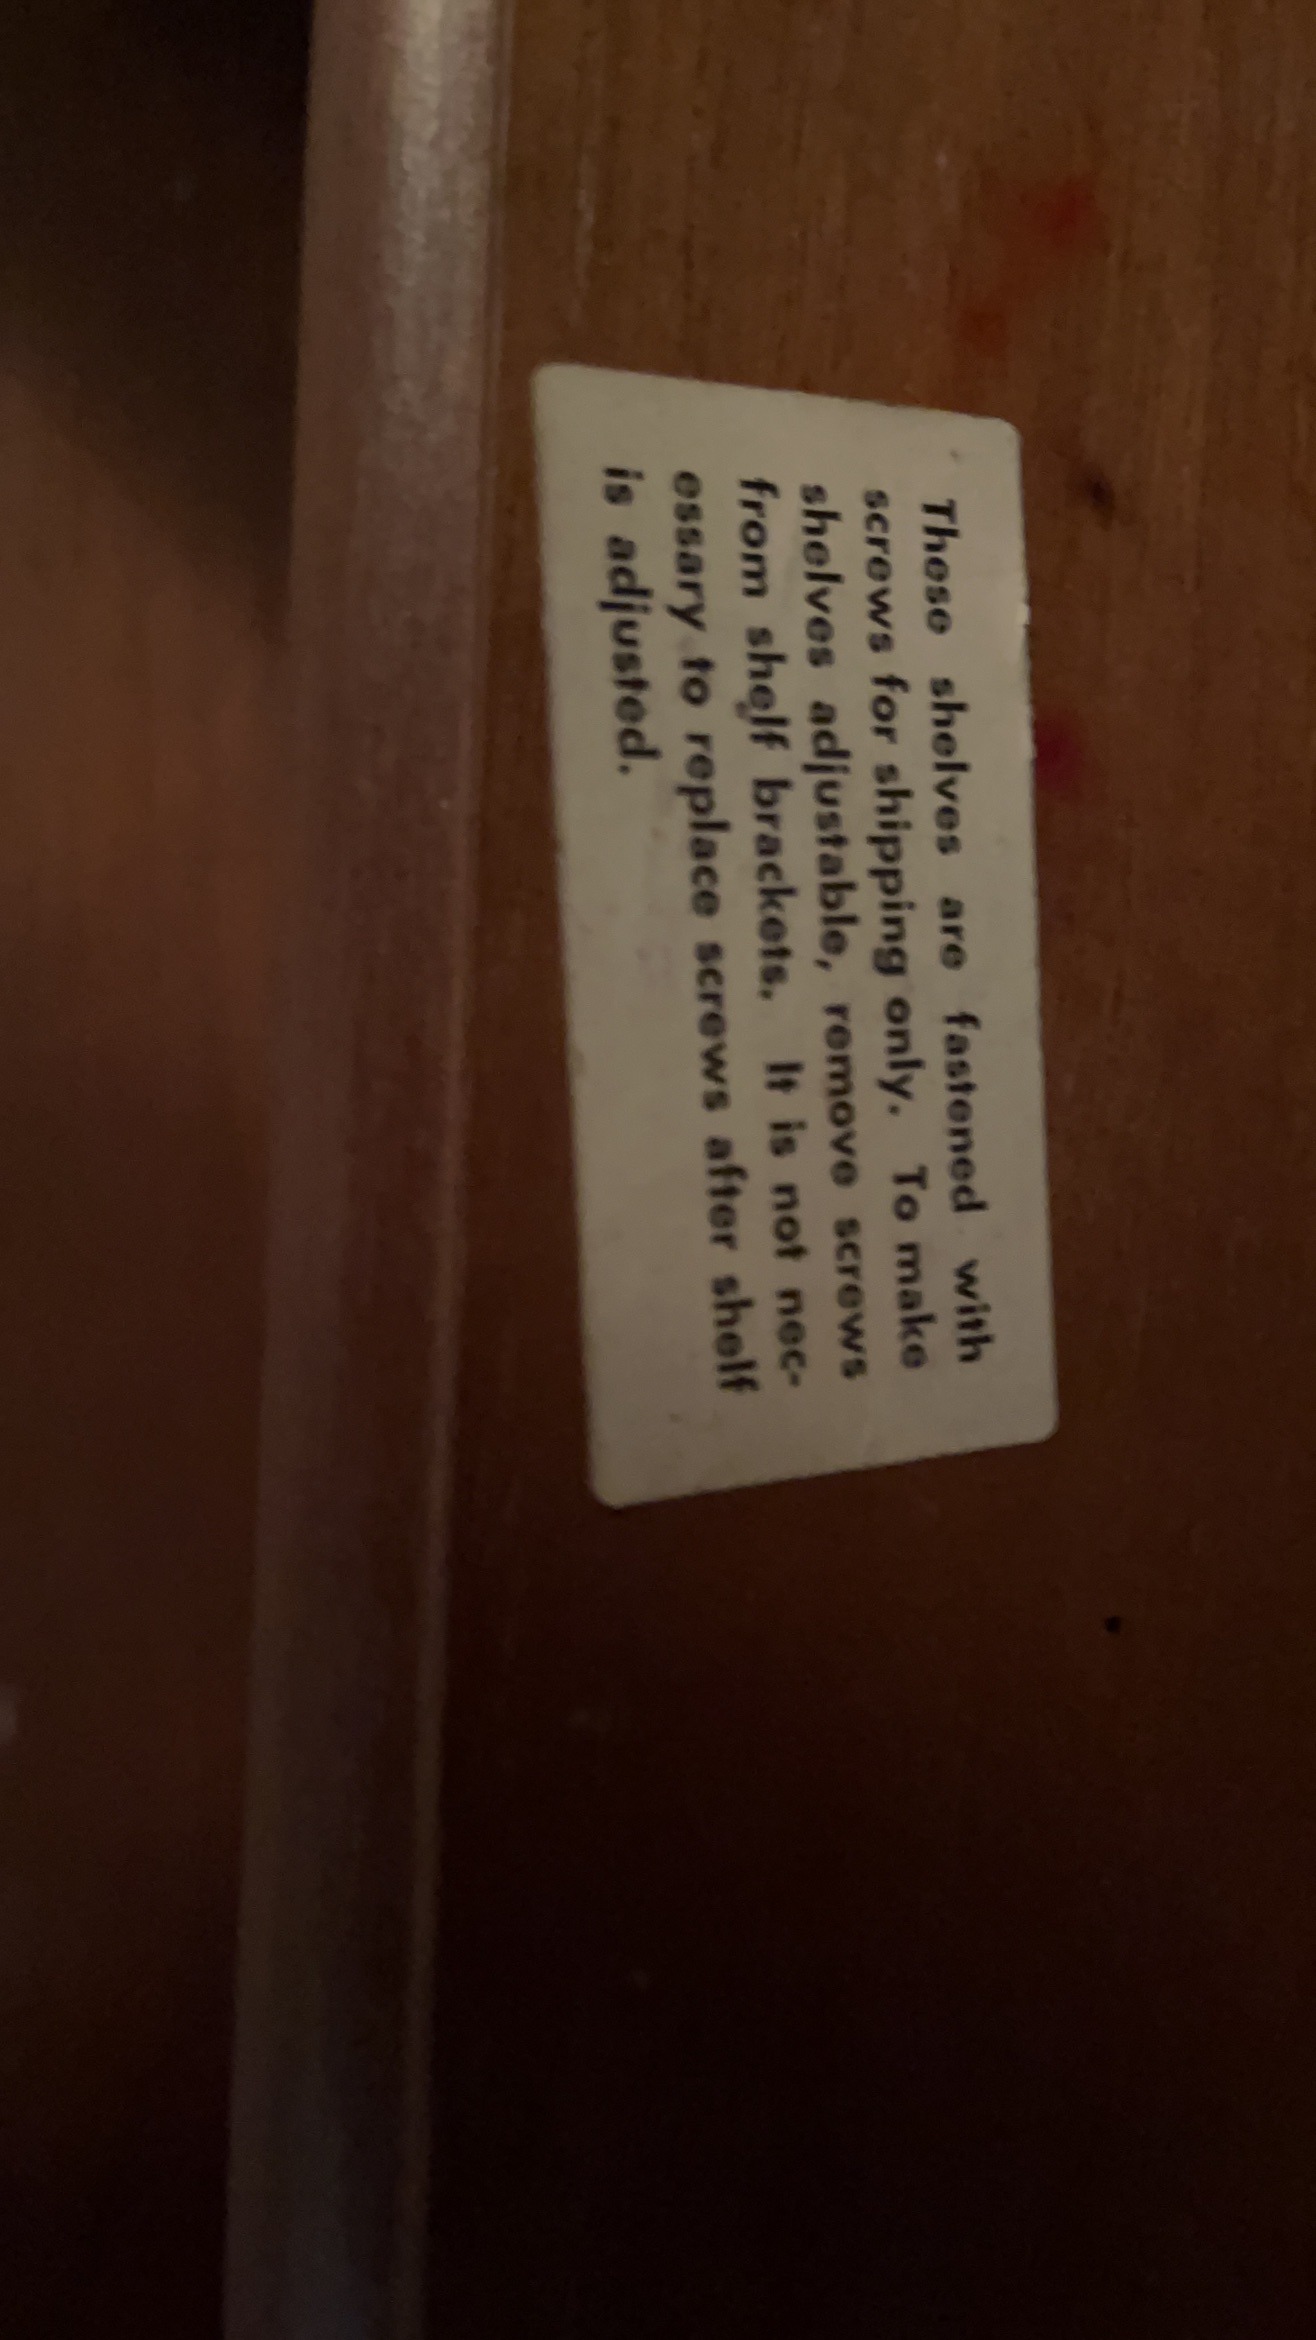 These shelves are fastened with
screws for shipping only. To make
shelves adjustable, remove screws
from shelf brackets. It is not nec-
essary to replace screws after shelf
is adjusted.